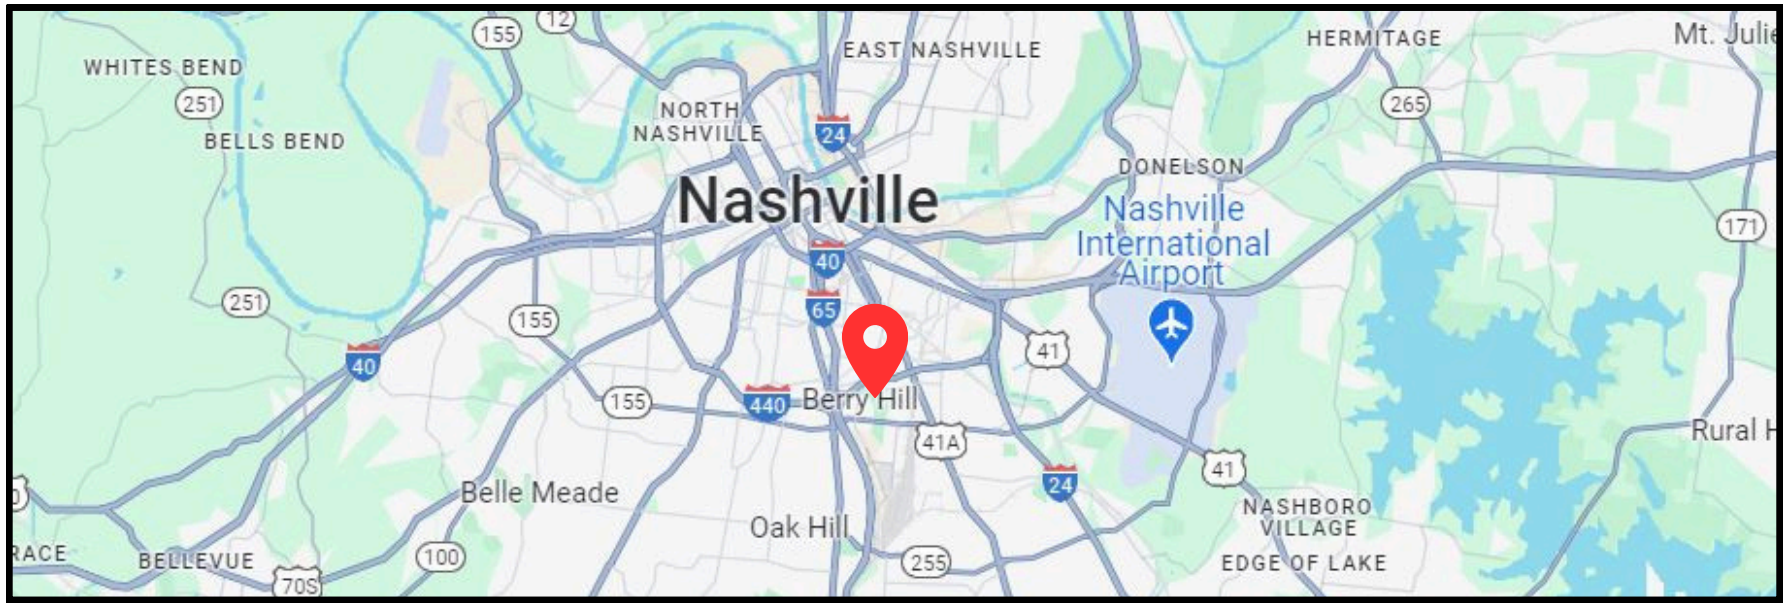 155
12
EAST NASHVILLE
HERMITAGE
Mt. Julie
WHITES BEND
251
265
NORTH
NASHVILLE
24
BELLS BEND
DONELSON
Nashville
Nashville
International
Airport
171
40
251
65
155
41
40
155
440
Berry Hill
41A
Rural H
41
24
Belle Meade
NASHBORO
VILLAGE
Oak Hill
RACE
BELLEVUE
100
255
EDGE OF LAKE
70S